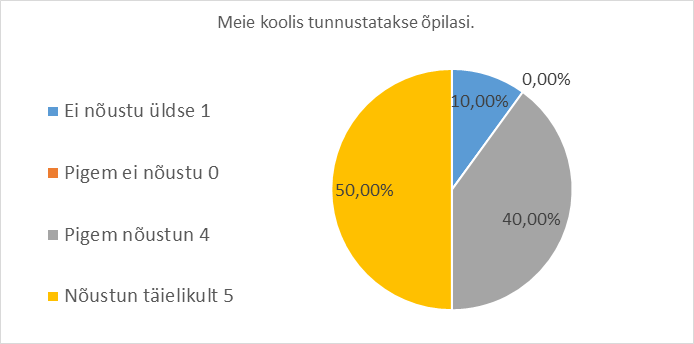 Meie koolis tunnustatakse õpilasi.
Ei nõustu üldse 1
Pigem ei nõustu 0
Pigem nõustun 4
Nõustun täielikult 5
0,00%
10,00%
50,00%
40,00%